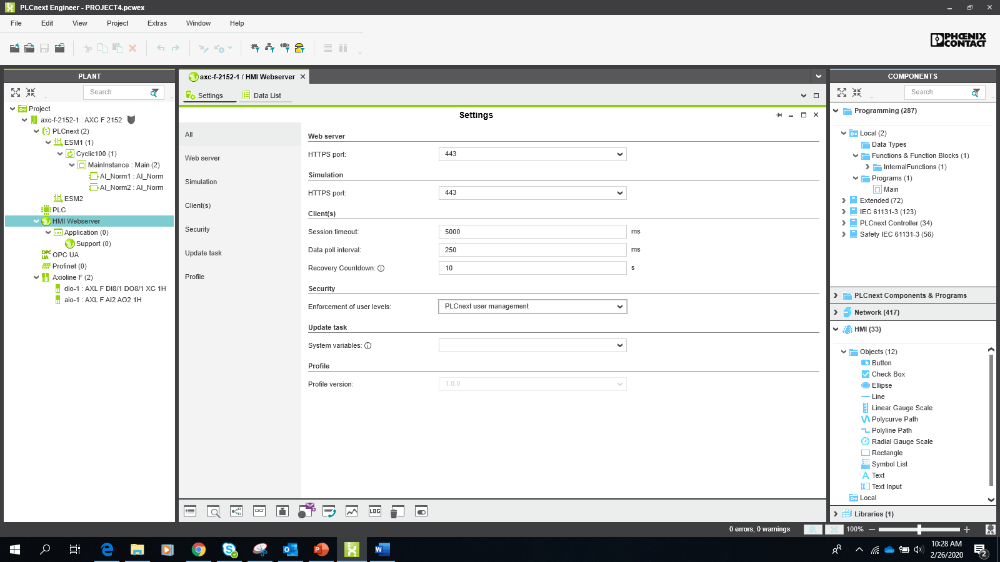 PLCnext Engineer - PROJECT4.pcwex
File Edit View Project Extras Window Help
PHŒNIX
CONTACT
PLANT
Search
Project
axc-f-2152-1 : AXC F 2152
PLCnext (2)
ESM1 (1)
Cyclic100 (1)
MainInstance : Main (2)
AI_Norm1 : AI_Norm
AI_Norm2 : AI_Norm
ESM2
PLC
HMI Webserver
Application (0)
Support (0)
OPC UA OPC UA
Profinet (0)
Axioline F (2)
dio-1 : AXL F DI8/1 DO8/1 XC 1H
aio-1 : AXL F AI2 AO2 1H
axc-f-2152-1 / HMI Webserver
Settings Data List
Settings
All
Web server
Simulation
Client(s)
Security
Update task
Profile
Web server
HTTPS port: 443
Simulation
HTTPS port: 443
Client(s)
Session timeout: 5000 ms
Data poll interval: 250 ms
Recovery Countdown: 10 s
Security
Enforcement of user levels: PLCnext user management
Update task
System variables:
Profile
Profile version: 1.0.0
LOG
COMPONENTS
Search
Programming (287)
Local (2)
Data Types
Functions & Function Blocks (1)
InternalFunctions (1)
Programs (1)
Main
Extended (72)
IEC 61131-3 (123)
PLCnext Controller (34)
Safety IEC 61131-3 (56)
PLCnext Components & Programs
Network (417)
HMI (33)
Objects (12)
Button
Check Box
Ellipse
Line
Linear Gauge Scale
Polycurve Path
Polyline Path
Radial Gauge Scale
Rectangle
Symbol List
Text
Text Input
Local
Libraries (1)
0 errors, 0 warnings 100%
10:28 AM
2/26/2020
2